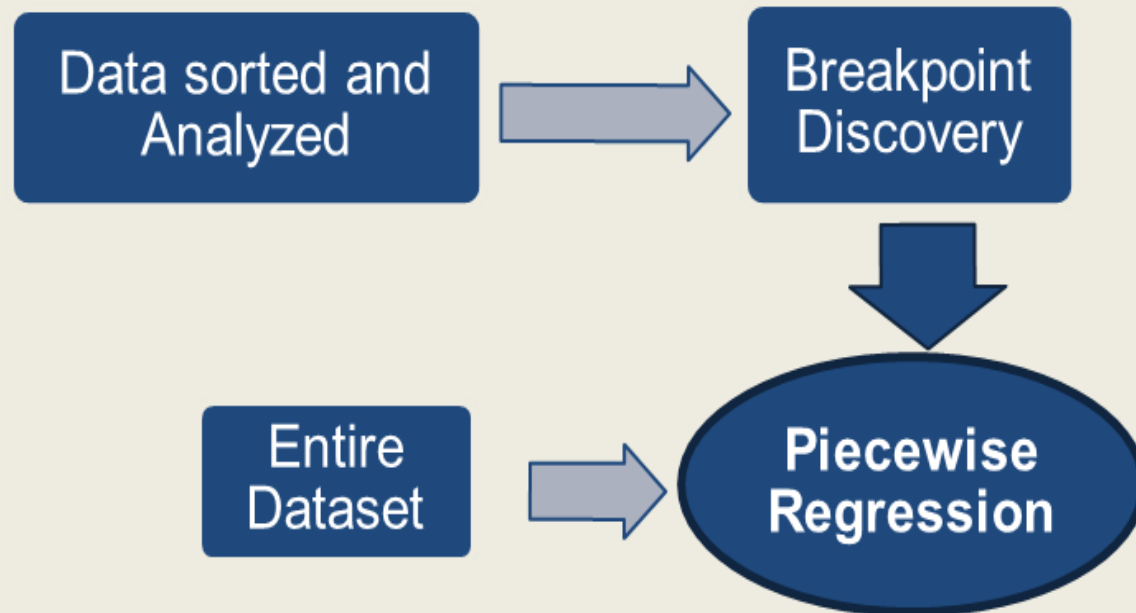 Data sorted and
Analyzed
Breakpoint
Discovery
Entire
Dataset
Piecewise
Regression